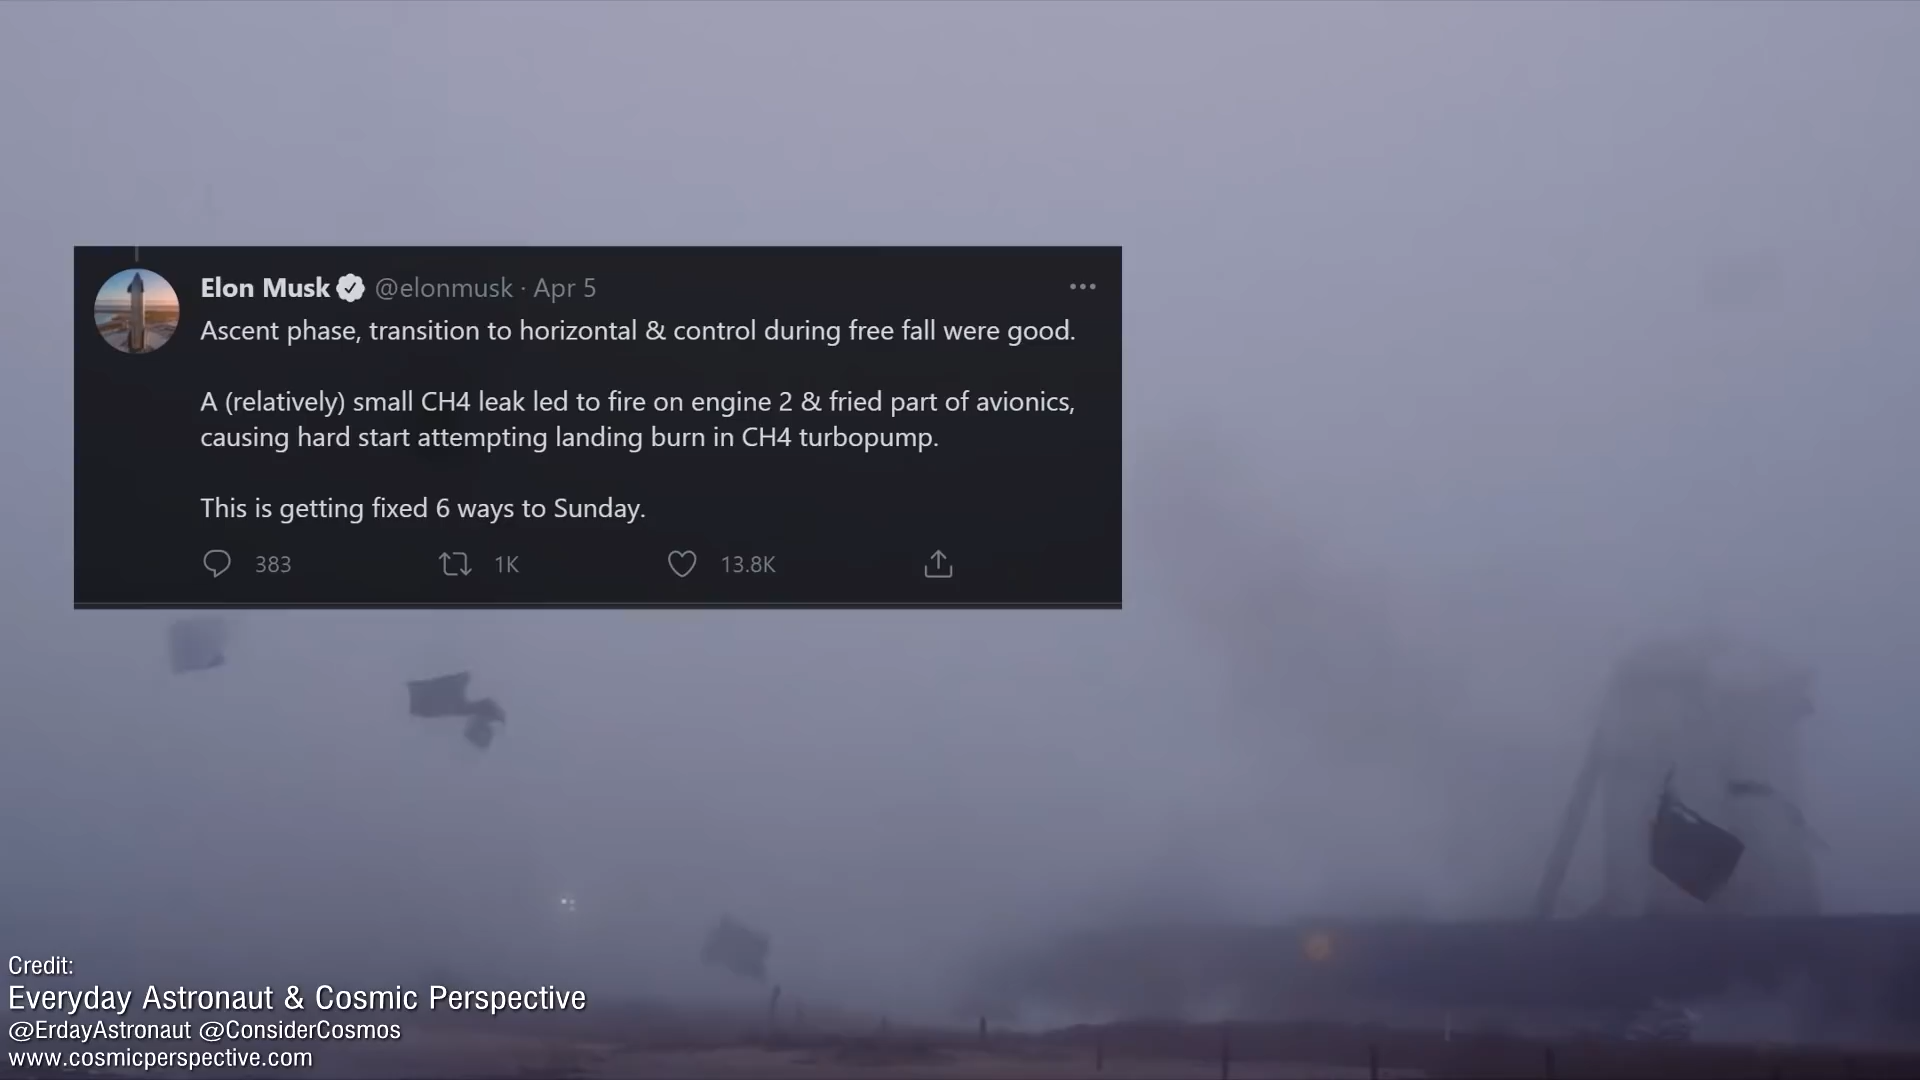 Elon Musk @elonmusk · Apr 5
Ascent phase, transition to horizontal & control during free fall were good.
A (relatively) small CH4 leak led to fire on engine 2 & fried part of avionics,
causing hard start attempting landing burn in CH4 turbopump.
This is getting fixed 6 ways to Sunday.
383 1K 13.8K
Credit:
Everyday Astronaut & Cosmic Perspective
@ErdayAstronaut @ConsiderCosmos
www.cosmicperspective.com